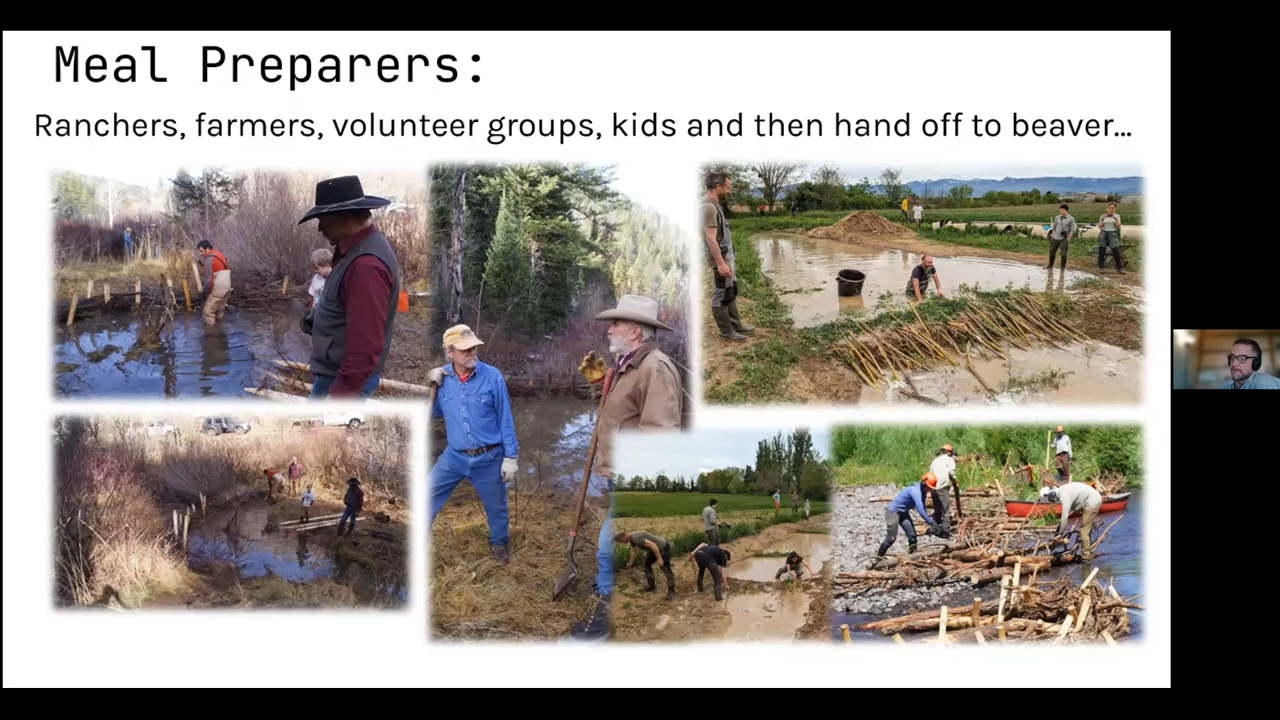 Meal Preparers:
Ranchers, farmers, volunteer groups, kids and then hand off to beaver...